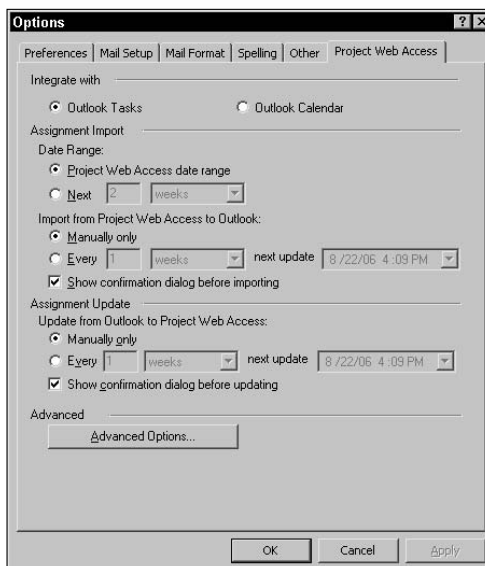 Options
Preferences Mail Setup Mail Format Spelling Other Project Web Access
Integrate with
Outlook Tasks Outlook Calendar
Assignment Import
Date Range:
Project Web Access date range
Next 2 weeks
Import from Project Web Access to Outlook:
Manually only
Every 1 weeks next update 8 /22/06 4 :09 PM
Show confirmation dialog before importing
Assignment Update
Update from Outlook to Project Web Access:
Manually only
Every 1 weeks next update 8 /22/06 4 :09 PM
Show confirmation dialog before updating
Advanced
Advanced Options...
OK Cancel Apply